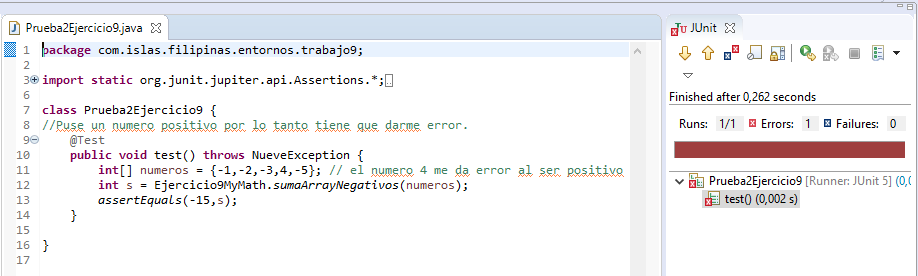 Prueba2Ejercicio9.java
1 package com.islas.filipinas.entornos.trabajo9;
2
3 import static org.junit.jupiter.api.Assertions.*;
6
7 class Prueba2Ejercicio9 {
8 //Puse un numero positivo por lo tanto tiene que darme error.
9 @Test
10 public void test() throws NueveException {
11 int[] numeros = {-1,-2,-3,4,-5}; // el numero 4 me da error al ser positivo
12 int s = Ejercicio9MyMath.sumaArrayNegativos(numeros);
13 assertEquals(-15,s);
14 }
15
16 }
17
JUnit
Finished after 0,262 seconds
Runs: 1/1 Errors: 1 Failures: 0
Prueba2Ejercicio9 [Runner: JUnit 5] (0,0
test() (0,002 s)